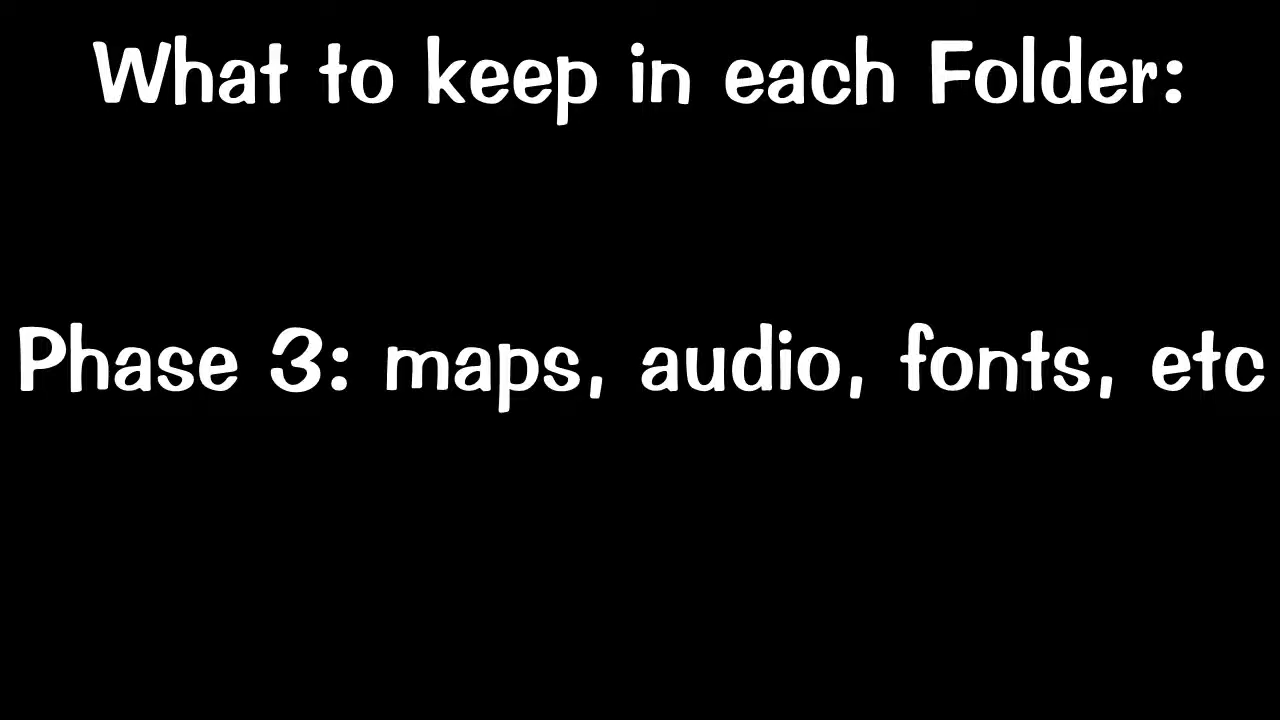 What to keep in each Folder:
Phase 3: maps, audio, fonts, etc